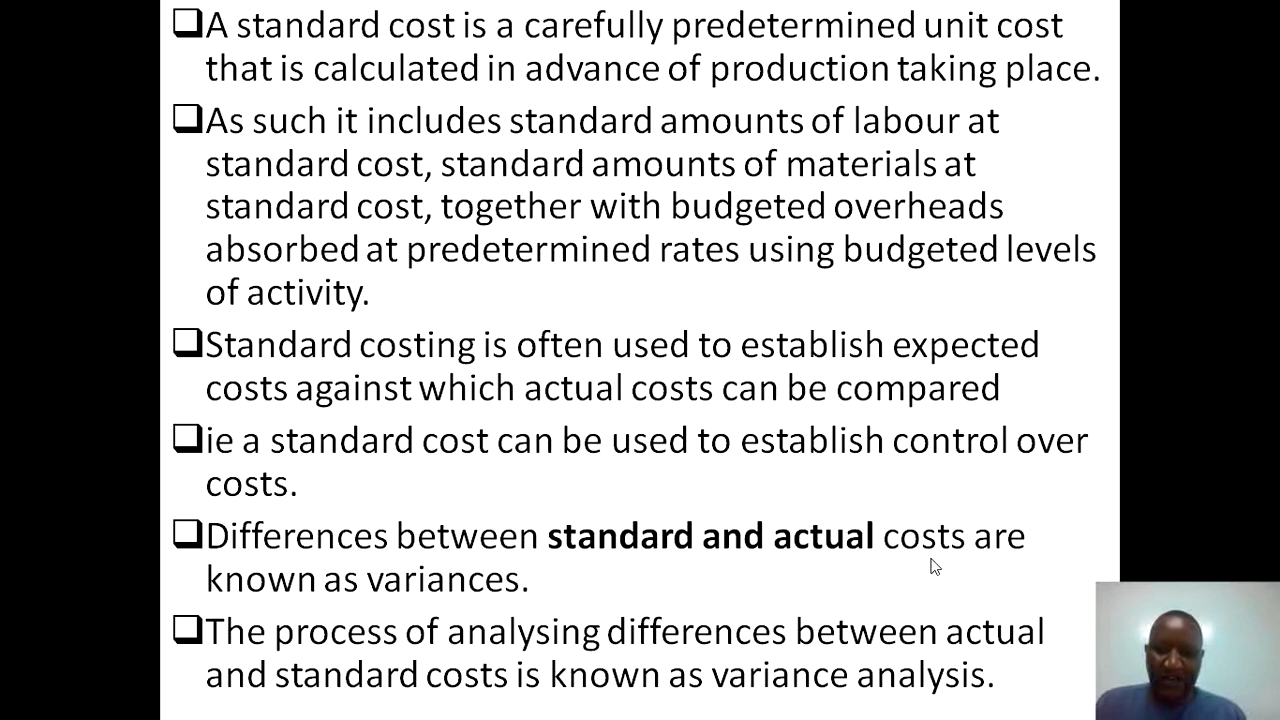 ❑A standard cost is a carefully predetermined unit cost
that is calculated in advance of production taking place.
❑As such it includes standard amounts of labour at
standard cost, standard amounts of materials at
standard cost, together with budgeted overheads
absorbed at predetermined rates using budgeted levels
of activity.
❑Standard costing is often used to establish expected
costs against which actual costs can be compared
❑ie a standard cost can be used to establish control over
costs.
❑Differences between standard and actual costs are
known as variances.
❑The process of analysing differences between actual
and standard costs is known as variance analysis.